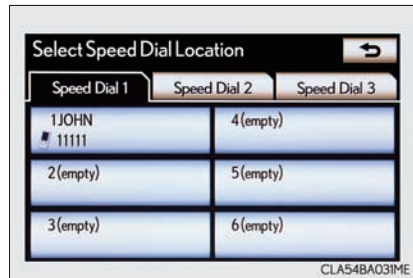 Select Speed Dial Location
Speed Dial 1
Speed Dial 2
Speed Dial 3
1JOHN
11111
4(empty)
2(empty)
5(empty)
3(empty)
6(empty)
CLA54BA031ME